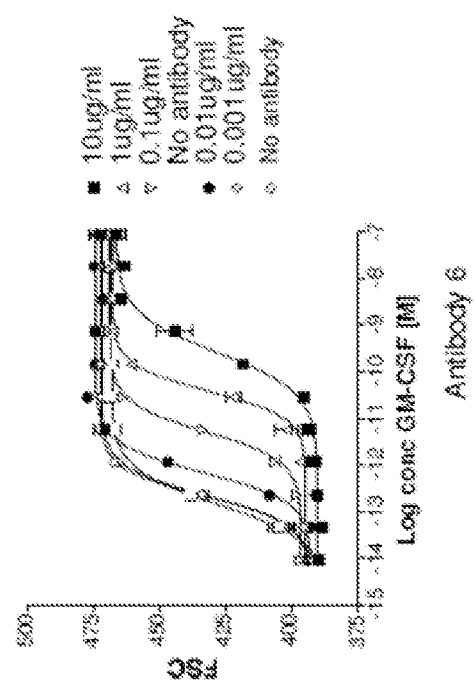 500
475
450
425
400
375
FSC
-15
-14
-13
-12
-11
-10
-9
-8
-7
Log conc GM-CSF [M]
Antibody 6
10ug/ml
1ug/ml
0.1ug/ml
No antibody
0.01ug/ml
0.001ug/ml
No antibody